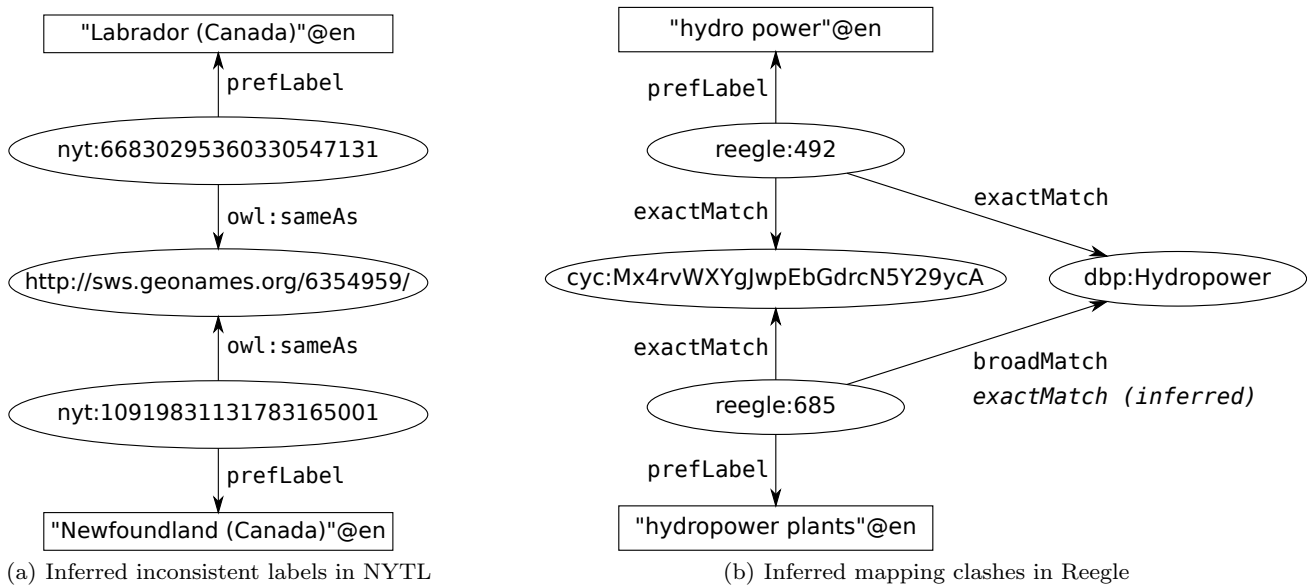 "Labrador (Canada)"@en
prefLabel
nyt:66830295360330547131
owl:sameAs
http://sws.geonames.org/6354959/
owl:sameAs
nyt:10919831131783165001
prefLabel
"Newfoundland (Canada)"@en
(a) Inferred inconsistent labels in NYTL
"hydro power"@en
prefLabel
reegle:492
exactMatch
exactMatch
cyc:Mx4rvWXYgJwpEbGdrcN5Y29ycA
dbp:Hydropower
exactMatch
broadMatch
exactMatch (inferred)
reegle:685
prefLabel
"hydropower plants"@en
(b) Inferred mapping clashes in Reegle